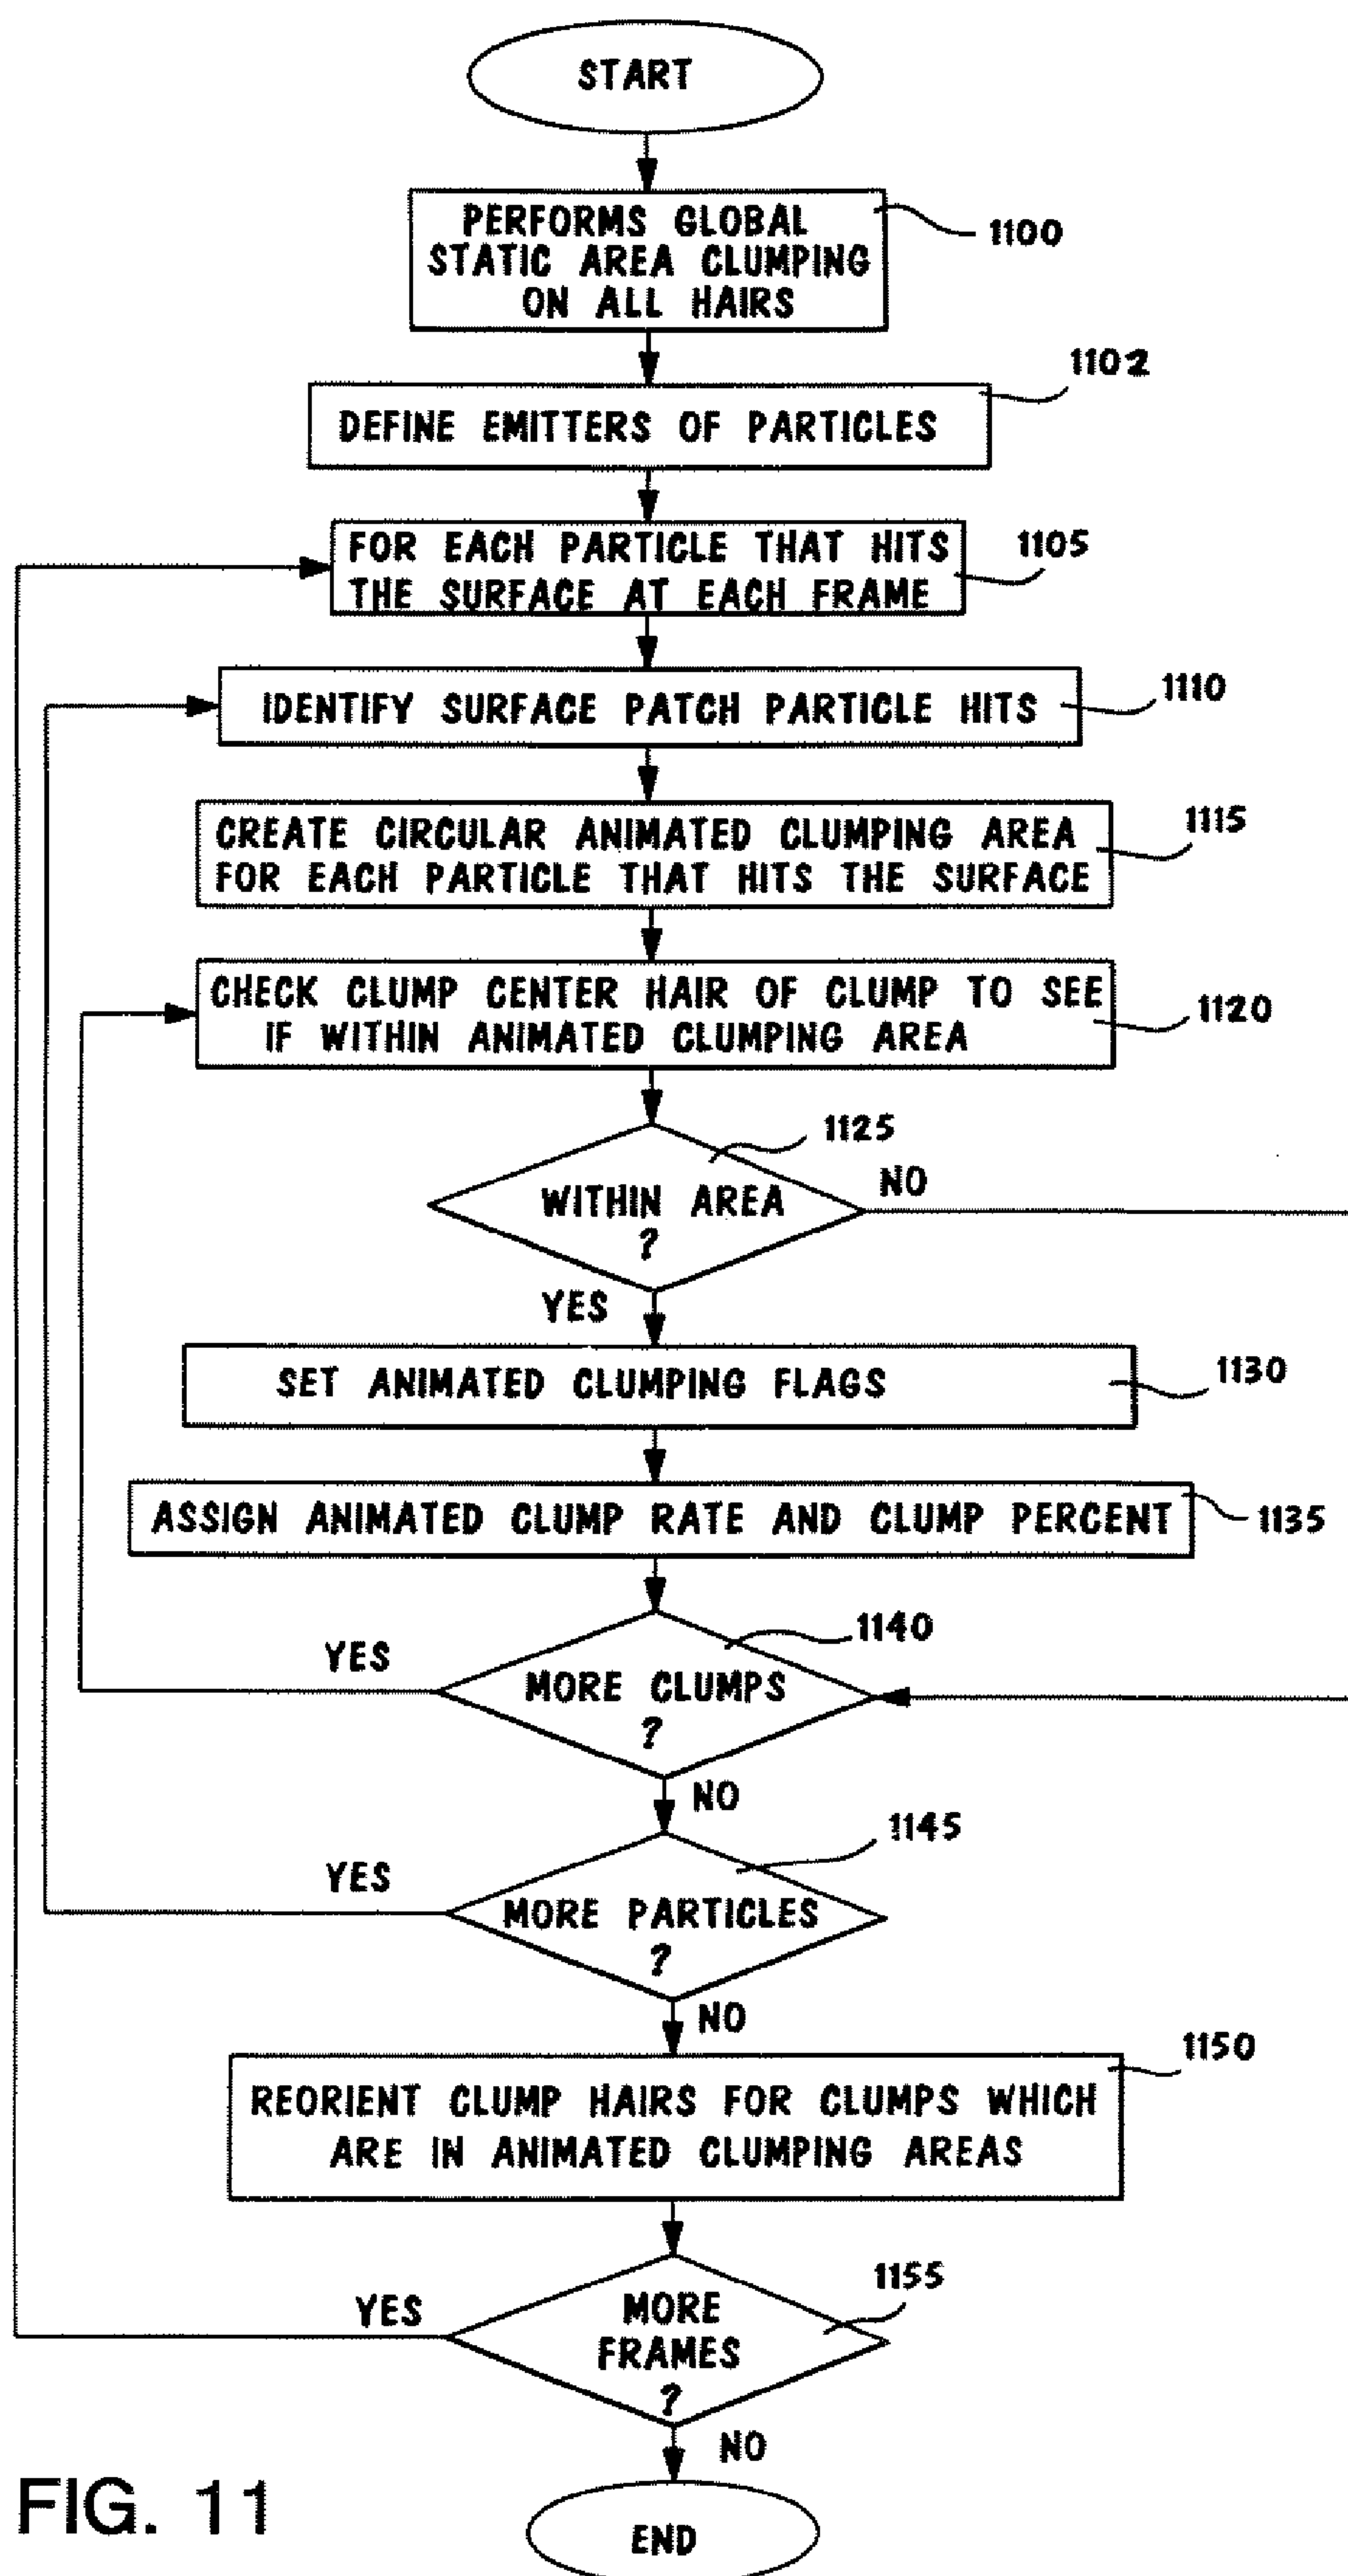 START
PERFORMS GLOBAL
STATIC AREA CLUMPING
ON ALL HAIRS
1100
1102
DEFINE EMITTERS OF PARTICLES
FOR EACH PARTICLE THAT HITS
THE SURFACE AT EACH FRAME
1105
IDENTIFY SURFACE PATCH PARTICLE HITS
1110
CREATE CIRCULAR ANIMATED CLUMPING AREA
FOR EACH PARTICLE THAT HITS THE SURFACE
1115
CHECK CLUMP CENTER HAIR OF CLUMP TO SEE
IF WITHIN ANIMATED CLUMPING AREA
1120
1125
WITHIN AREA
?
NO
YES
SET ANIMATED CLUMPING FLAGS
1130
ASSIGN ANIMATED CLUMP RATE AND CLUMP PERCENT
1135
1140
YES
MORE CLUMPS
?
NO
1145
YES
MORE PARTICLES
?
NO
1150
REORIENT CLUMP HAIRS FOR CLUMPS WHICH
ARE IN ANIMATED CLUMPING AREAS
1155
YES
MORE
FRAMES
?
NO
END
FIG. 11